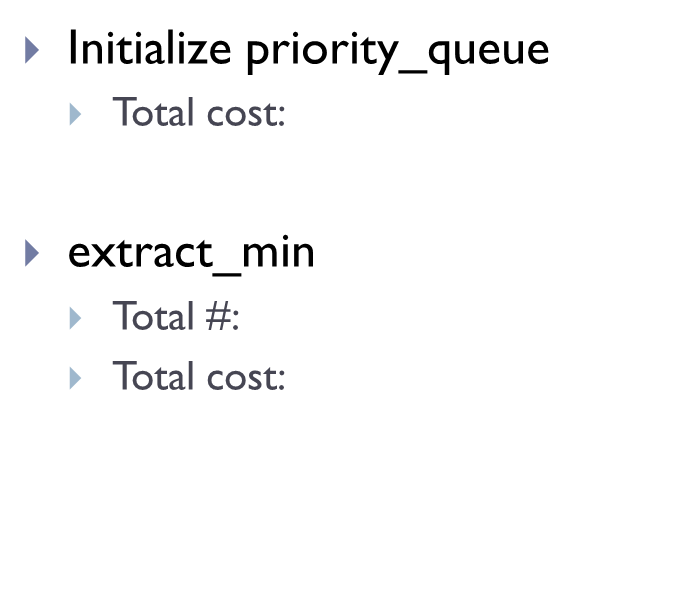 Initialize priority_queue
Total cost:
extract_min
Total #:
Total cost: